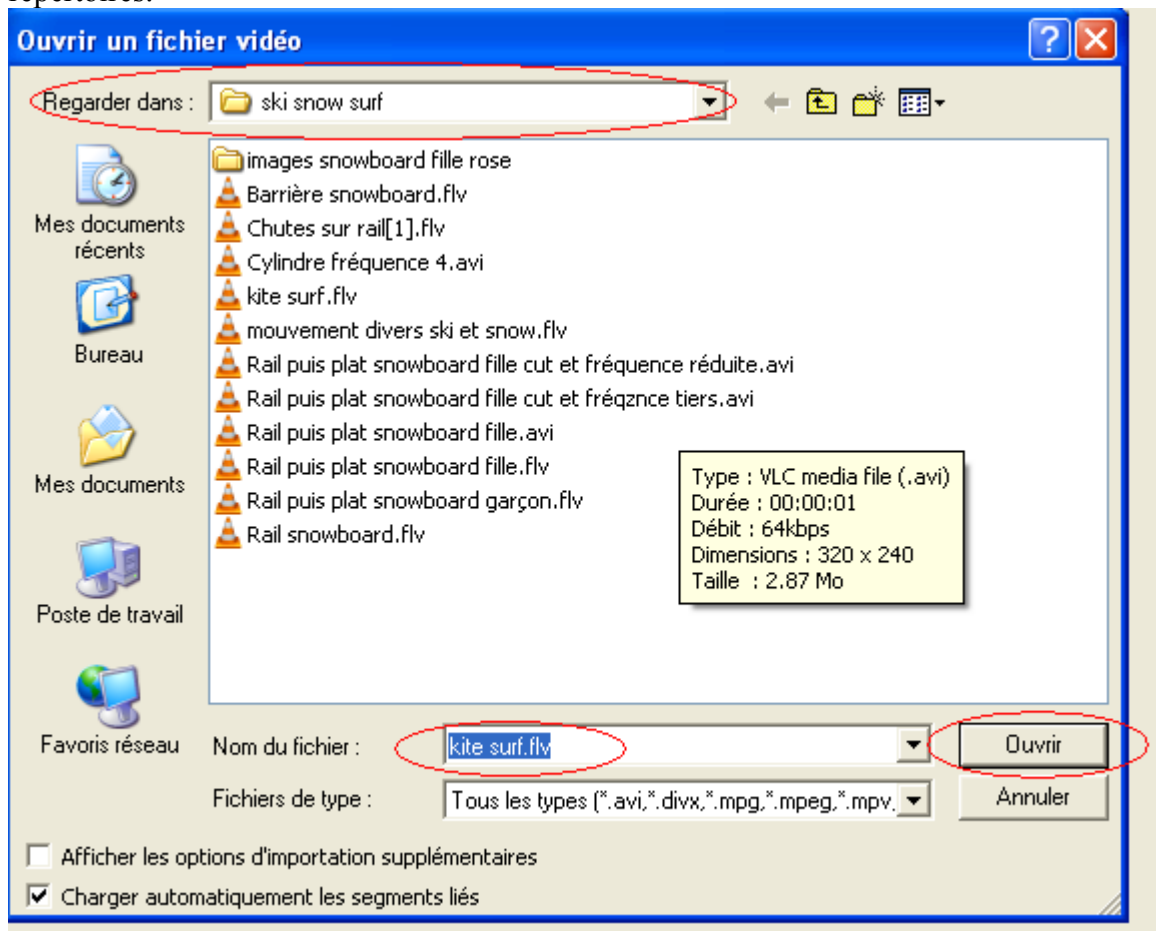 répertoires.
Ouvrir un fichier vidéo
Regarder dans :
ski snow surf
Mes documents
récents
Bureau
Mes documents
Poste de travail
Favoris réseau
images snowboard fille rose
Barrière snowboard.flv
Chutes sur rail[1].flv
Cylindre fréquence 4.avi
kite surf.flv
mouvement divers ski et snow.flv
Rail puis plat snowboard fille cut et fréquence réduite.avi
Rail puis plat snowboard fille cut et fréqznce tiers.avi
Rail puis plat snowboard fille.avi
Rail puis plat snowboard fille.flv
Rail puis plat snowboard garçon.flv
Rail snowboard.flv
Type : VLC media file (.avi)
Durée : 00:00:01
Débit : 64kbps
Dimensions : 320 x 240
Taille : 2.87 Mo
Nom du fichier :
kite surf.flv
Ouvrir
Fichiers de type :
Tous les types (*.avi,*.divx,*.mpg,*.mpeg,*.mpv,
Annuler
Afficher les options d'importation supplémentaires
Charger automatiquement les segments liés